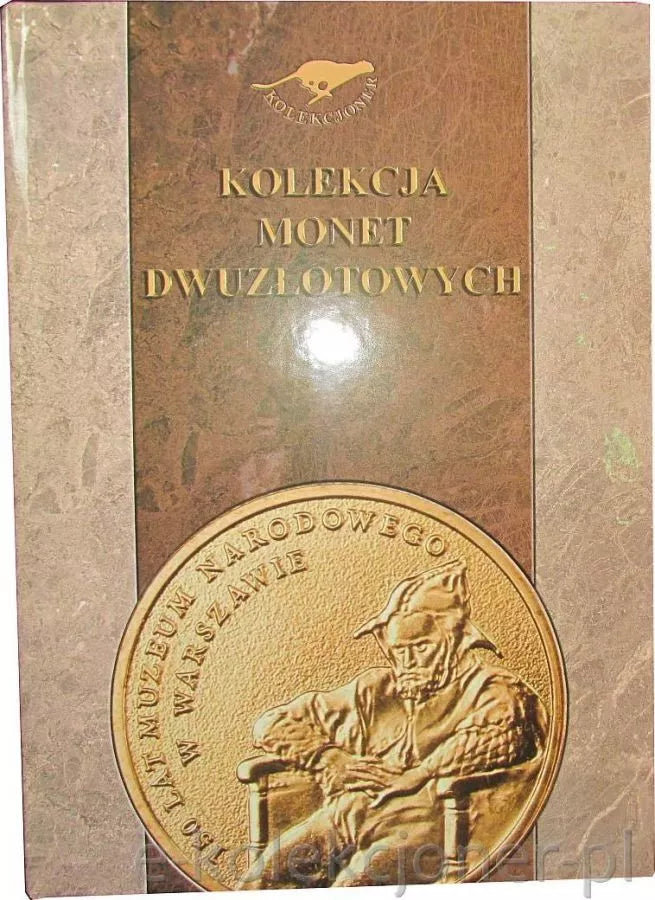 KOLEKCJONER
KOLEKCJA
MONET
DWUZŁOTOWYCH
150 LAT MUZEUM NARODOWEGO
W WARSZAWIE
e-kolekcjoner-pl